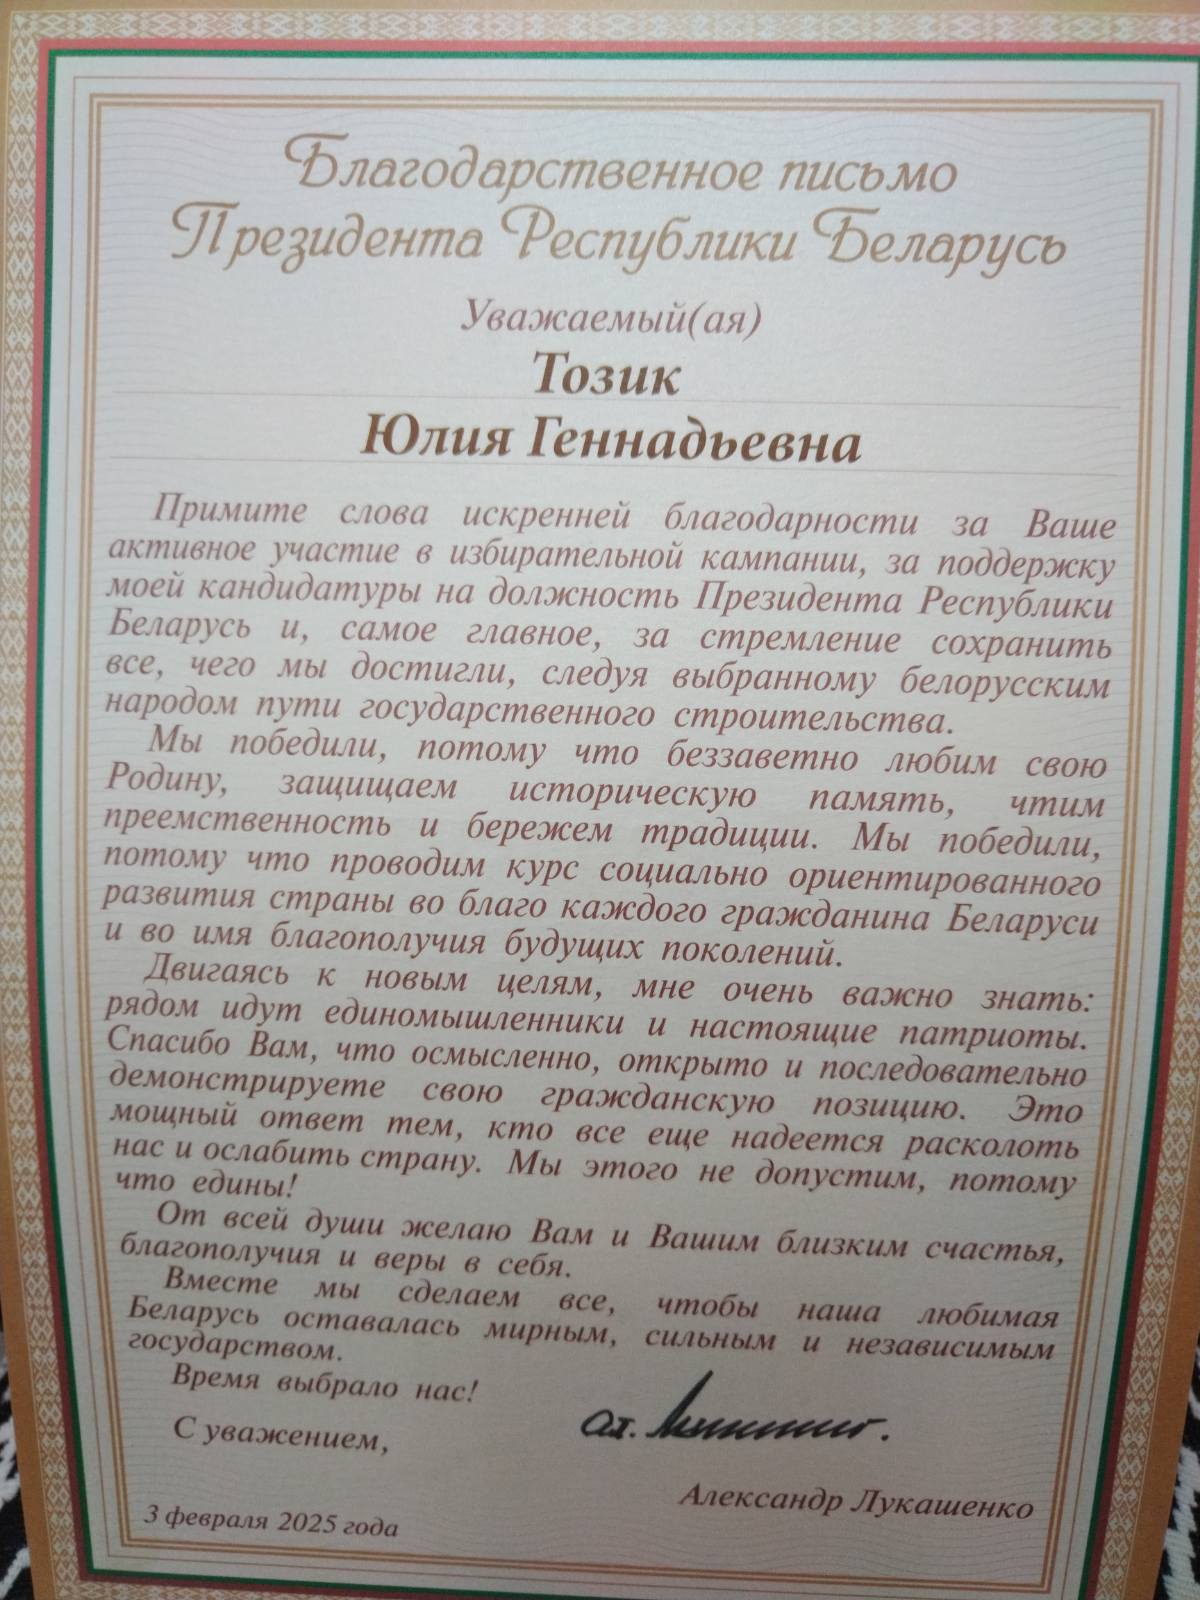 Благодарственное письмо
Президента Республики Беларусь
Уважаемый(ая)
Тозик
Юлия Геннадьевна
Примите слова искренней благодарности за Ваше
активное участие в избирательной кампании, за поддержку
моей кандидатуры на должность Президента Республики
Беларусь и, самое главное, за стремление сохранить
все, чего мы достигли, следуя выбранному белорусским
народом пути государственного строительства.
Мы победили, потому что беззаветно любим свою
Родину, защищаем историческую память, чтим
преемственность и бережем традиции. Мы победили,
потому что проводим курс социально ориентированного
развития страны во благо каждого гражданина Беларуси
и во имя благополучия будущих поколений.
Двигаясь к новым целям, мне очень важно знать:
рядом идут единомышленники и настоящие патриоты.
Спасибо Вам, что осмысленно, открыто и последовательно
демонстрируете свою гражданскую позицию. Это
мощный ответ тем, кто все еще надеется расколоть
нас и ослабить страну. Мы этого не допустим, потому
что едины!
От всей души желаю Вам и Вашим близким счастья,
благополучия и веры в себя.
Вместе мы сделаем все, чтобы наша любимая
Беларусь оставалась мирным, сильным и независимым
государством.
Время выбрало нас!
С уважением,
Александр Лукашенко
3 февраля 2025 года